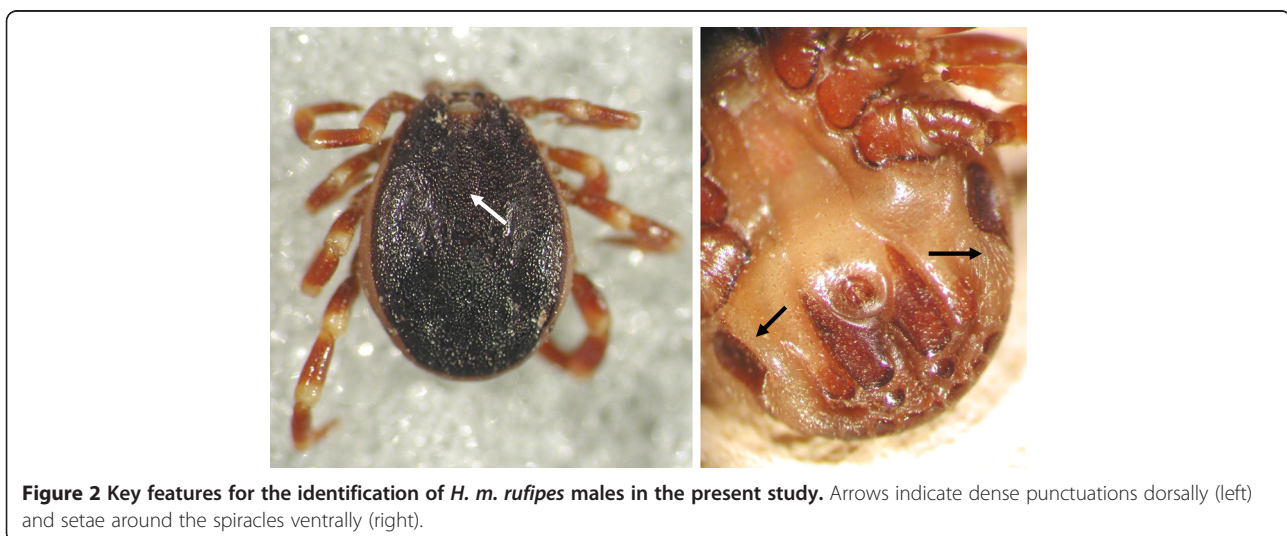 Figure 2 Key features for the identification of H. m. rufipes males in the present study. Arrows indicate dense punctuations dorsally (left)
and setae around the spiracles ventrally (right).